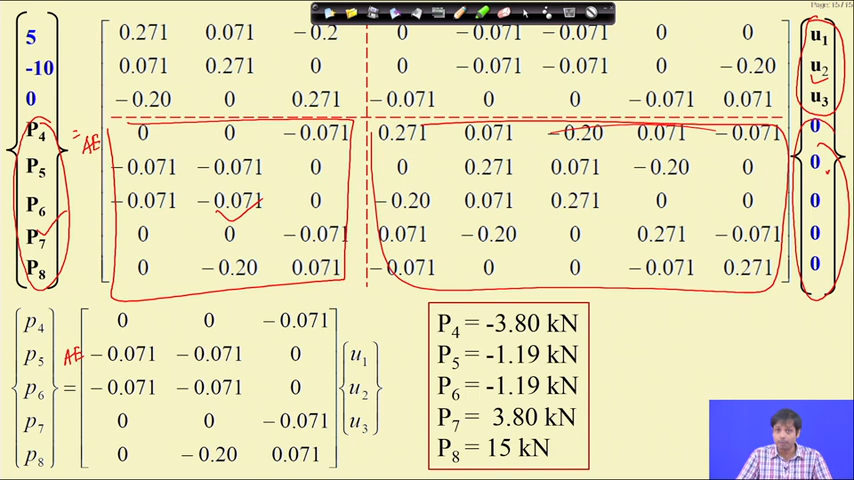 Page: 15 / 15
5 0.271 0.071 −0.2 0 −0.071 −0.071 0 0 u1
-10 0.071 0.271 0 0 −0.071 −0.071 0 −0.20 u2
0 −0.20 0 0.271 −0.071 0 0 −0.071 0.071 u3
P4 = AE 0 0 −0.071 0.271 0.071 −0.20 0.071 −0.071 0
P5 −0.071 −0.071 0 0 0.271 0.071 −0.20 0 0
P6 −0.071 −0.071 0 −0.20 0.071 0.271 0 0 0
P7 0 0 −0.071 0.071 −0.20 0 0.271 −0.071 0
P8 0 −0.20 0.071 −0.071 0 0 −0.071 0.271 0
p4 0 0 −0.071
p5 AE −0.071 −0.071 0 u1
p6 = −0.071 −0.071 0 u2
p7 0 0 −0.071 u3
p8 0 −0.20 0.071
P4 = -3.80 kN
P5 = -1.19 kN
P6 = -1.19 kN
P7 = 3.80 kN
P8 = 15 kN